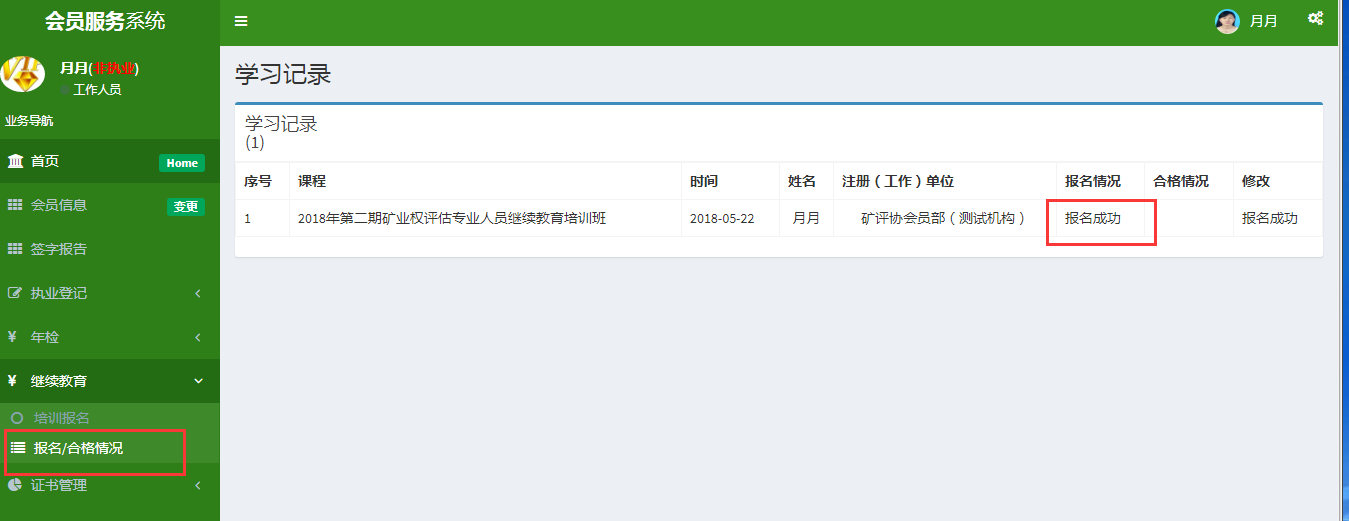 会员服务系统
月月
月月(非执业)
工作人员
业务导航
首页 Home
会员信息 变更
签字报告
执业登记
¥ 年检
¥ 继续教育
培训报名
报名/合格情况
证书管理
学习记录
学习记录
(1)
序号 课程 时间 姓名 注册（工作）单位 报名情况 合格情况 修改
1 2018年第二期矿业权评估专业人员继续教育培训班 2018-05-22 月月 矿评协会员部（测试机构） 报名成功 报名成功